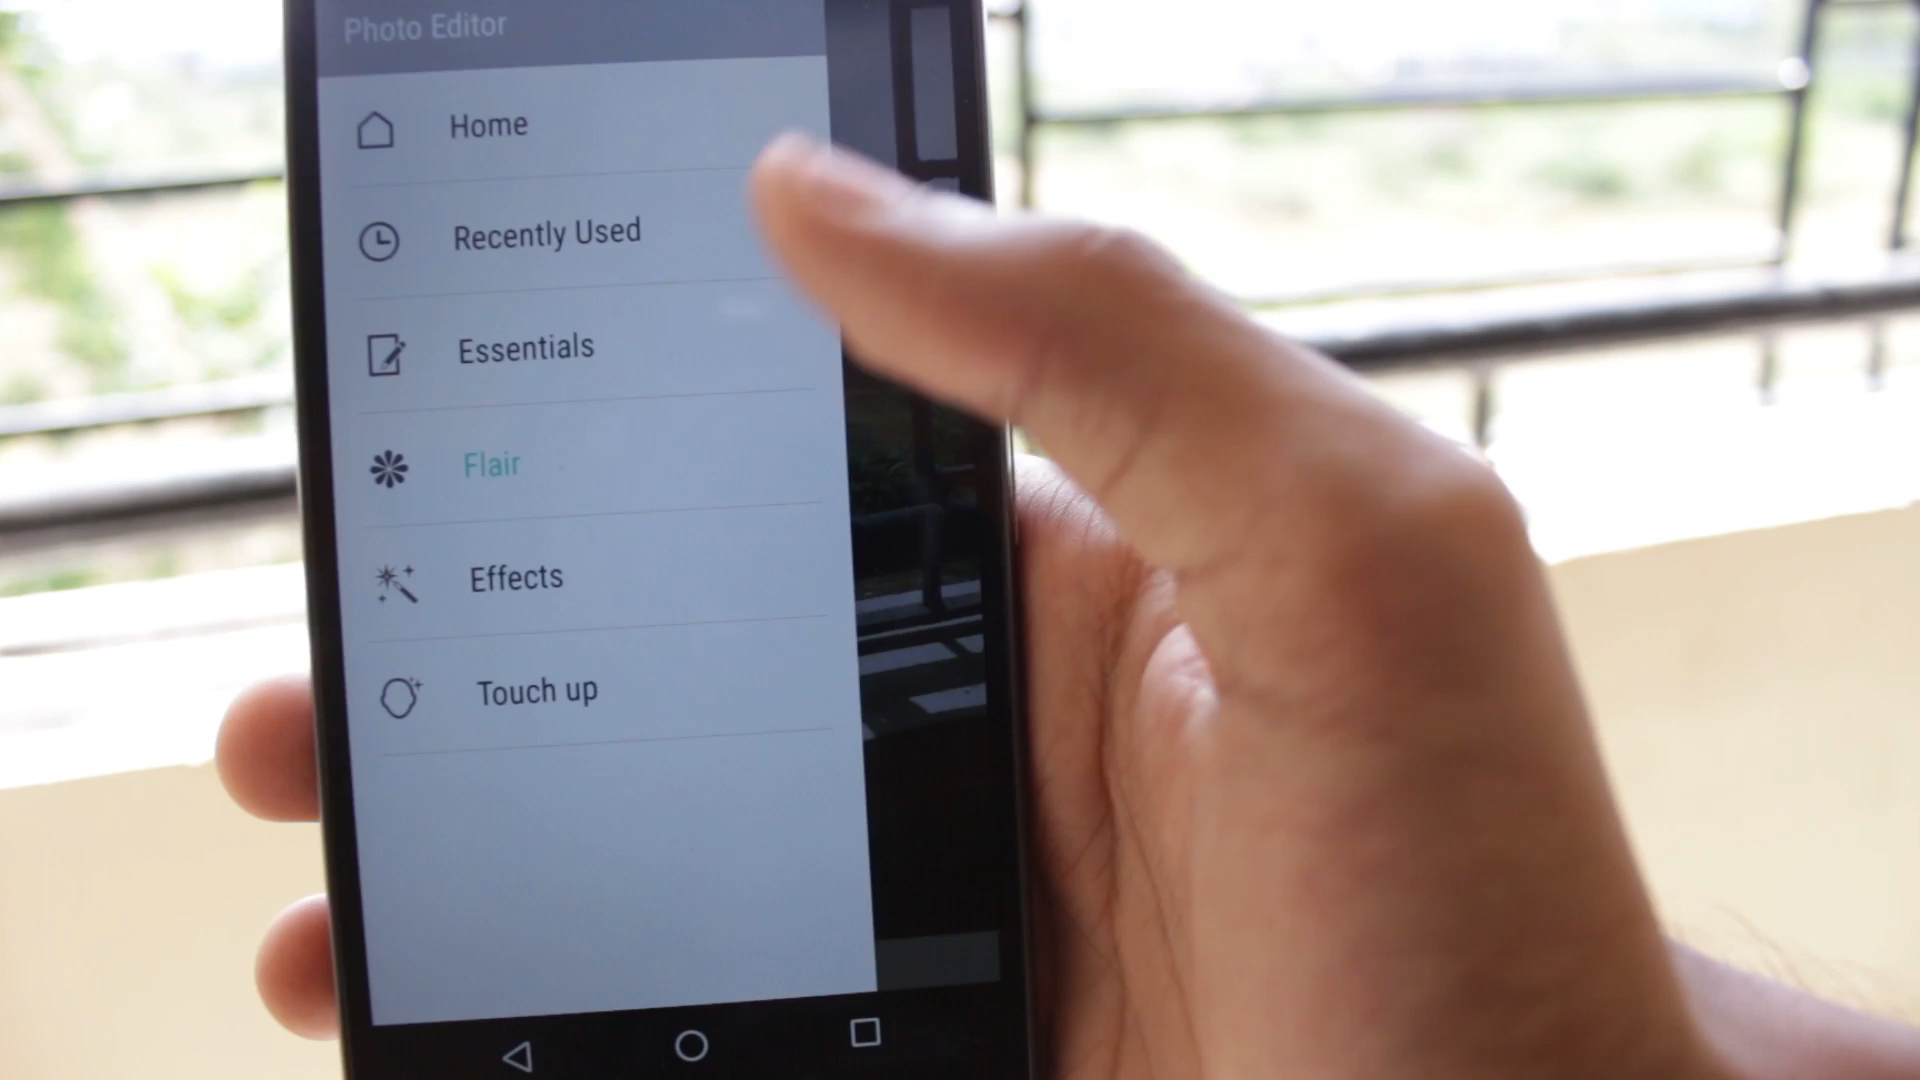 Photo Editor
Home
Recently Used
Essentials
Flair
Effects
Touch up